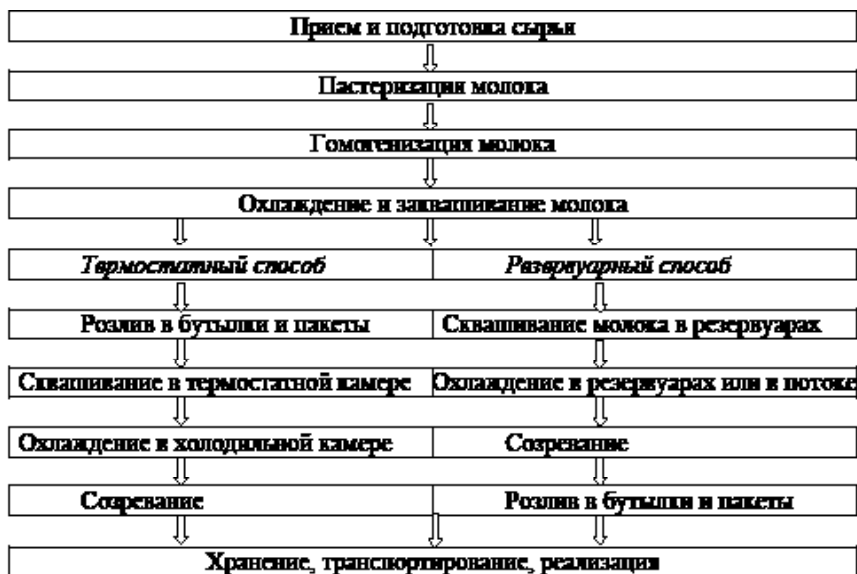 Прием и подготовка сырья
Пастеризация молока
Гомогенизация молока
Охлаждение и заквашивание молока
Термостатный способ
Резервуарный способ
Розлив в бутылки и пакеты
Сквашивание молока в резервуарах
Сквашивание в термостатной камере
Охлаждение в резервуарах или в потоке
Охлаждение в холодильной камере
Созревание
Созревание
Розлив в бутылки и пакеты
Хранение, транспортирование, реализация